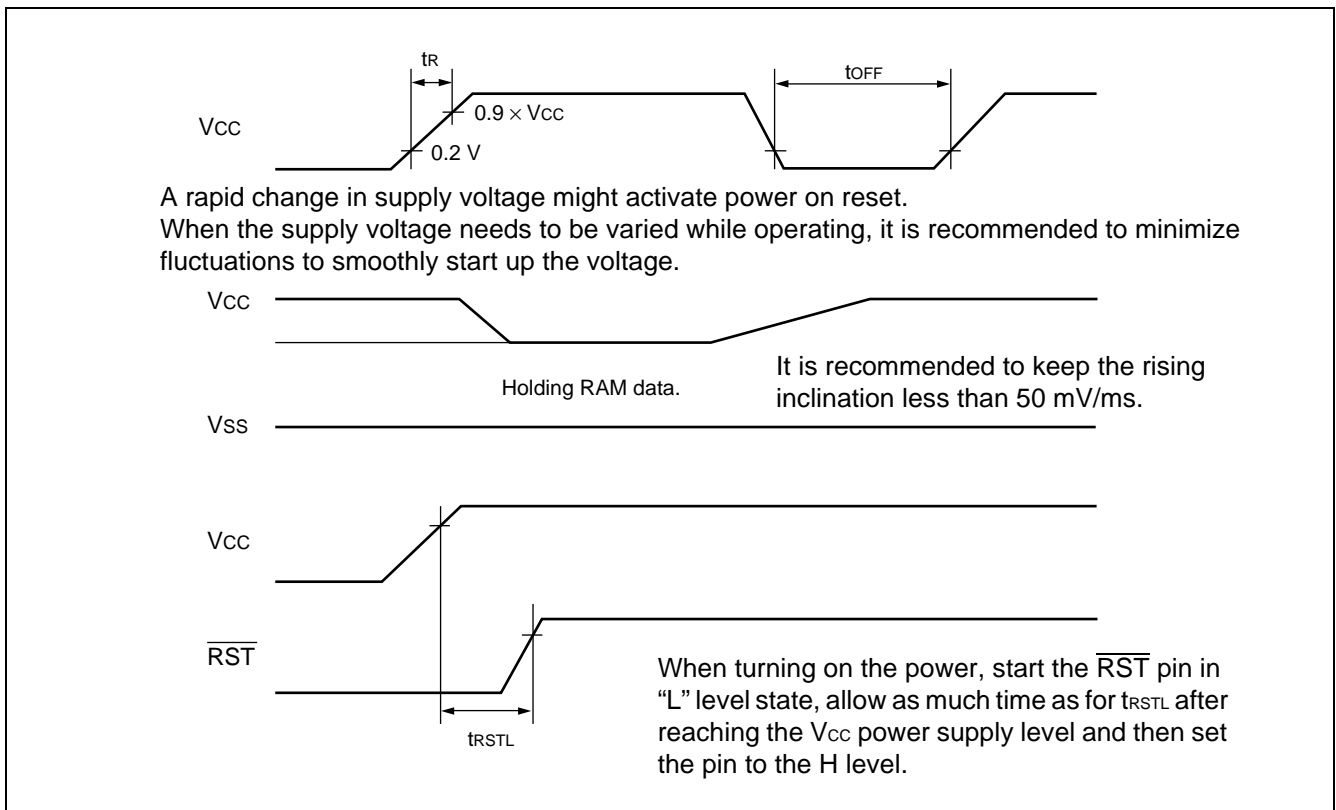 tR
tOFF
VCC
0.9 × VCC
0.2 V
A rapid change in supply voltage might activate power on reset.
When the supply voltage needs to be varied while operating, it is recommended to minimize
fluctuations to smoothly start up the voltage.
VCC
It is recommended to keep the rising
inclination less than 50 mV/ms.
Holding RAM data.
VSS
VCC
R̅S̅T̅
When turning on the power, start the R̅S̅T̅ pin in
“L” level state, allow as much time as for tRSTL after
reaching the VCC power supply level and then set
the pin to the H level.
tRSTL